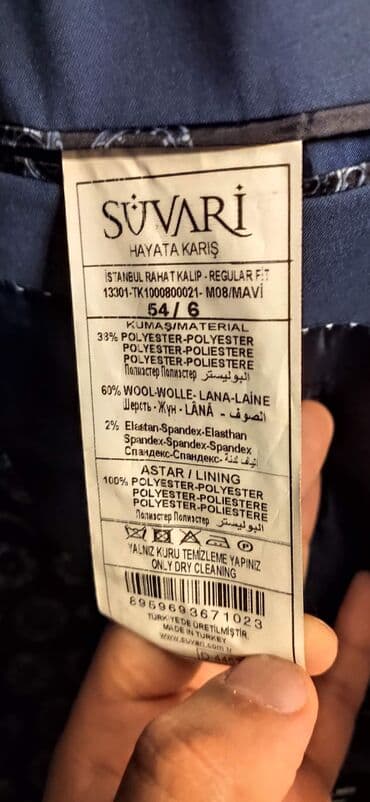 SÜVARİ
HAYATA KARIŞ
İSTANBUL RAHAT KALIP - REGULAR FIT
13301-TK1000800021- M08/MAVİ
54 / 6
KUMAŞ/MATERIAL
38% POLYESTER-POLYESTER
POLYESTER-POLIESTERE
POLYESTER-POLIESTERE
Полиэстер Полиэстер البوليستر
60% WOOL-WOLLE- LANA-LAINE
Шерсть - Жүн - LÂNĂ - الصوف
2% Elastan-Spandex-Elasthan
Spandex-Spandex-Spandex
Спандекс-Спандекс-
ASTAR / LINING
100% POLYESTER-POLYESTER
POLYESTER-POLIESTERE
POLYESTER-POLIESTERE
Полиэстер Полиэстер البوليستر
P
YALNIZ KURU TEMİZLEME YAPINIZ
ONLY DRY CLEANING
8959693671023
TÜRKİYE'DE ÜRETİLMİŞTİR
MADE IN TURKEY
www.suvari.com.tr